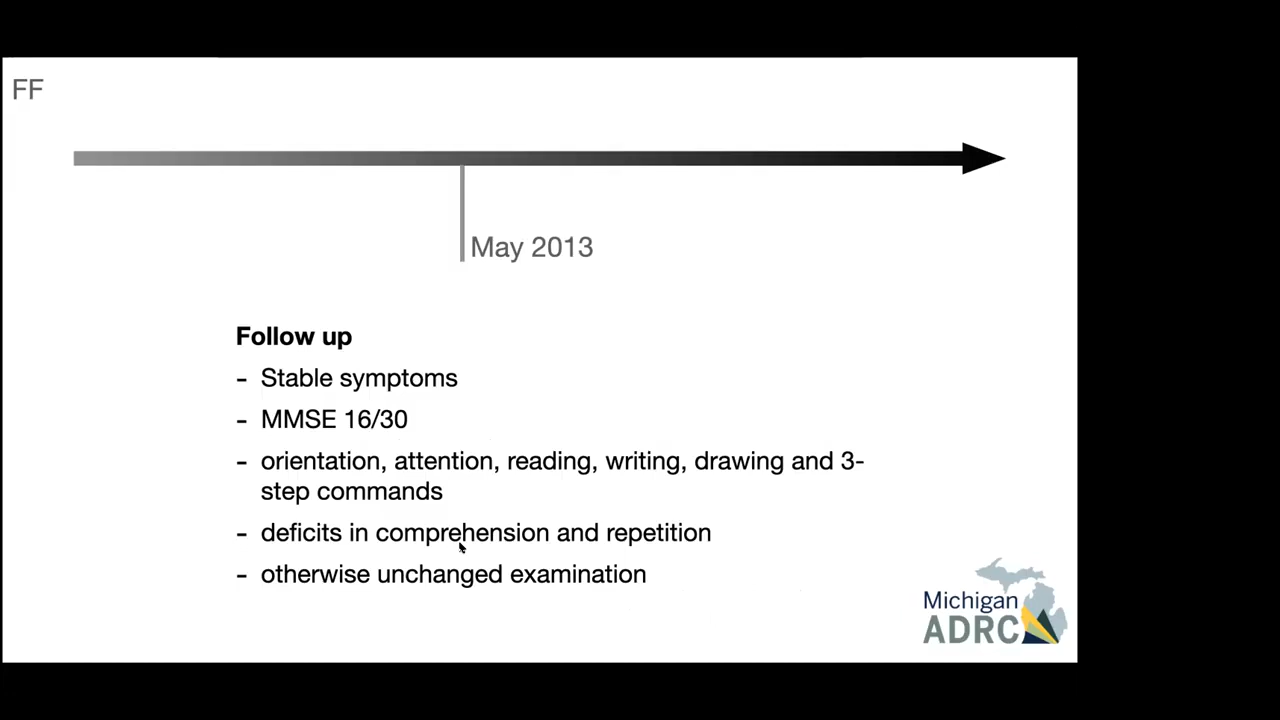 FF
May 2013
Follow up
- Stable symptoms
- MMSE 16/30
- orientation, attention, reading, writing, drawing and 3-
step commands
- deficits in comprehension and repetition
- otherwise unchanged examination
Michigan
ADRC